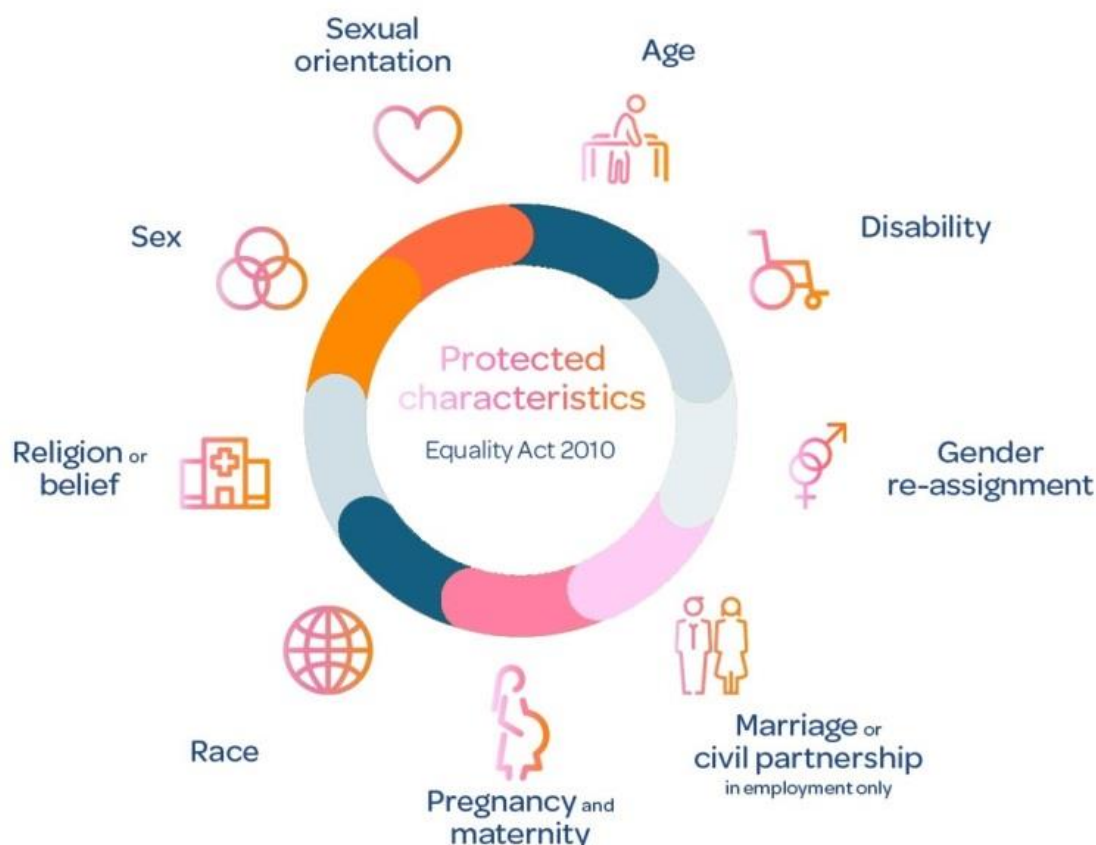 Sexual
orientation
Age
Sex
Disability
Protected
characteristics
Equality Act 2010
Religion or
belief
Gender
re-assignment
Race
Marriage or
civil partnership
in employment only
Pregnancy and
maternity